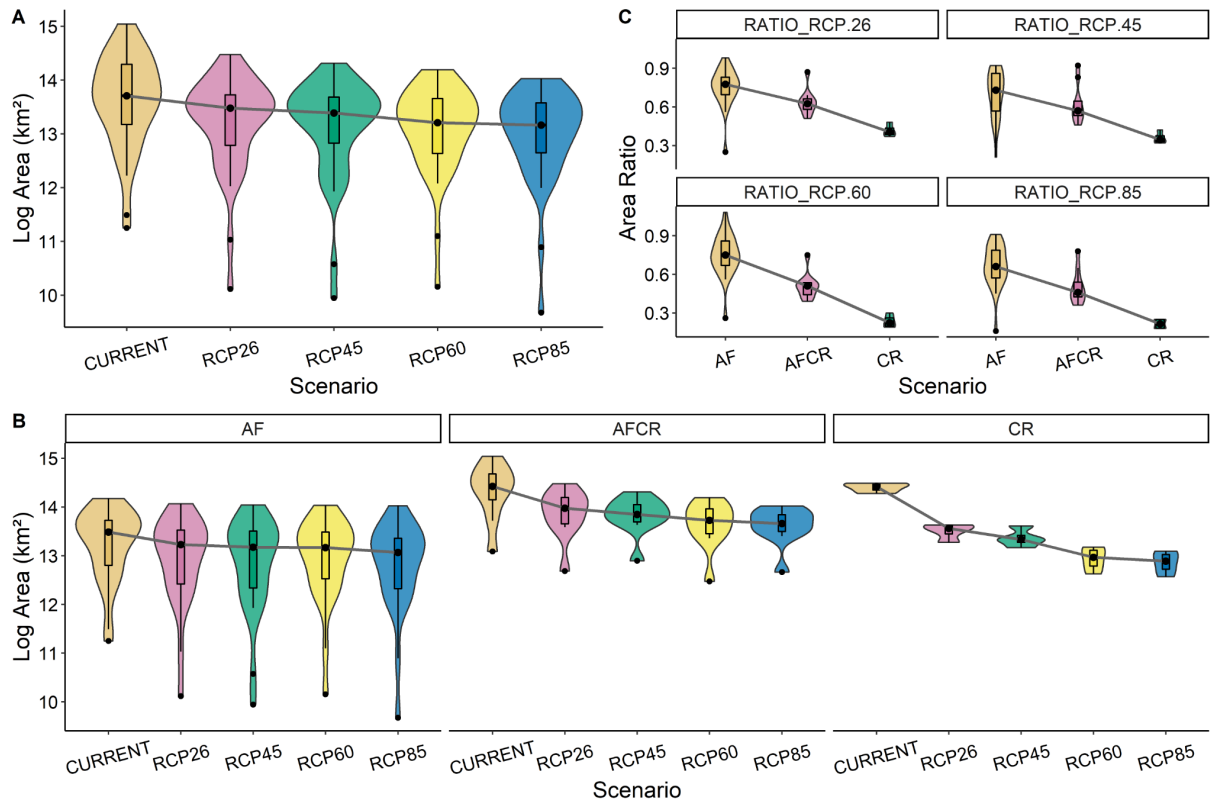 A
Log Area (km²)
15
14
13
12
11
10
CURRENT RCP26 RCP45 RCP60 RCP85
Scenario
C
RATIO_RCP.26 RATIO_RCP.45
Area Ratio
0.9
0.6
0.3
RATIO_RCP.60 RATIO_RCP.85
0.9
0.6
0.3
AF AFCR CR AF AFCR CR
Scenario
B
AF AFCR CR
Log Area (km²)
15
14
13
12
11
10
CURRENT RCP26 RCP45 RCP60 RCP85 CURRENT RCP26 RCP45 RCP60 RCP85 CURRENT RCP26 RCP45 RCP60 RCP85
Scenario